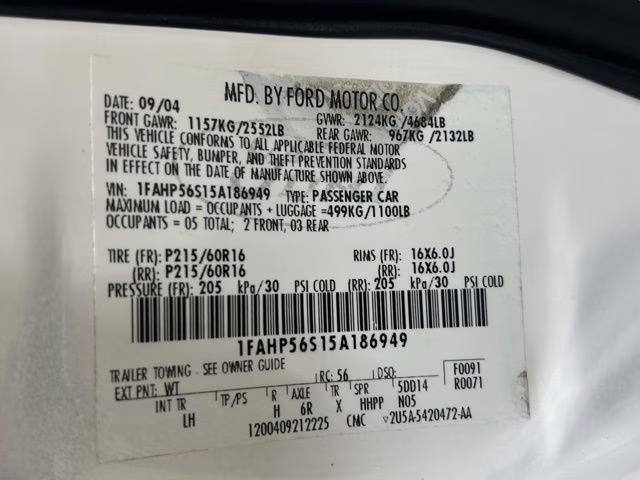 MFD. BY FORD MOTOR CO.
DATE: 09/04 GVWR: 2124KG/4684LB
FRONT GAWR: 1157KG/2552LB REAR GAWR: 967KG/2132LB
THIS VEHICLE CONFORMS TO ALL APPLICABLE FEDERAL MOTOR
VEHICLE SAFETY, BUMPER, AND THEFT PREVENTION STANDARDS
IN EFFECT ON THE DATE OF MANUFACTURE SHOWN ABOVE
VIN: 1FAHP56S15A186949 TYPE: PASSENGER CAR
MAXIMUM LOAD = OCCUPANTS + LUGGAGE =499KG/1100LB
OCCUPANTS = 05 TOTAL; 2 FRONT, 03 REAR
TIRE (FR): P215/60R16 RIMS (FR): 16X6.0J
(RR): P215/60R16 (RR): 16X6.0J
PRESSURE (FR): 205 kPa/30 PSI COLD (RR): 205 kPa/30 PSI COLD
1FAHP56S15A186949
TRAILER TOWING - SEE OWNER GUIDE
EXT PNT: WT RC: 56 DSO: F0091
INT TR TP/PS R AXLE TR SPR 5DD14 R0071
LH H 6R X HHPP N05
1200409212225 CMC ▽2U5A-5420472-AA